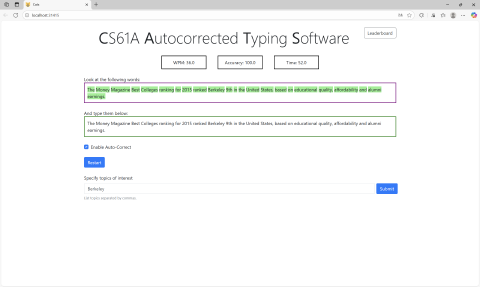 Cats
localhost:31415
CS61A Autocorrected Typing Software
Leaderboard
WPM: 36.0
Accuracy: 100.0
Time: 52.0
Look at the following words:
The Money Magazine Best Colleges ranking for 2015 ranked Berkeley 9th in the United States, based on educational quality, affordability and alumni
earnings.
And type them below:
The Money Magazine Best Colleges ranking for 2015 ranked Berkeley 9th in the United States, based on educational quality, affordability and alumni
earnings.
Enable Auto-Correct
Restart
Specify topics of interest:
Berkeley
Submit
List topics separated by commas.